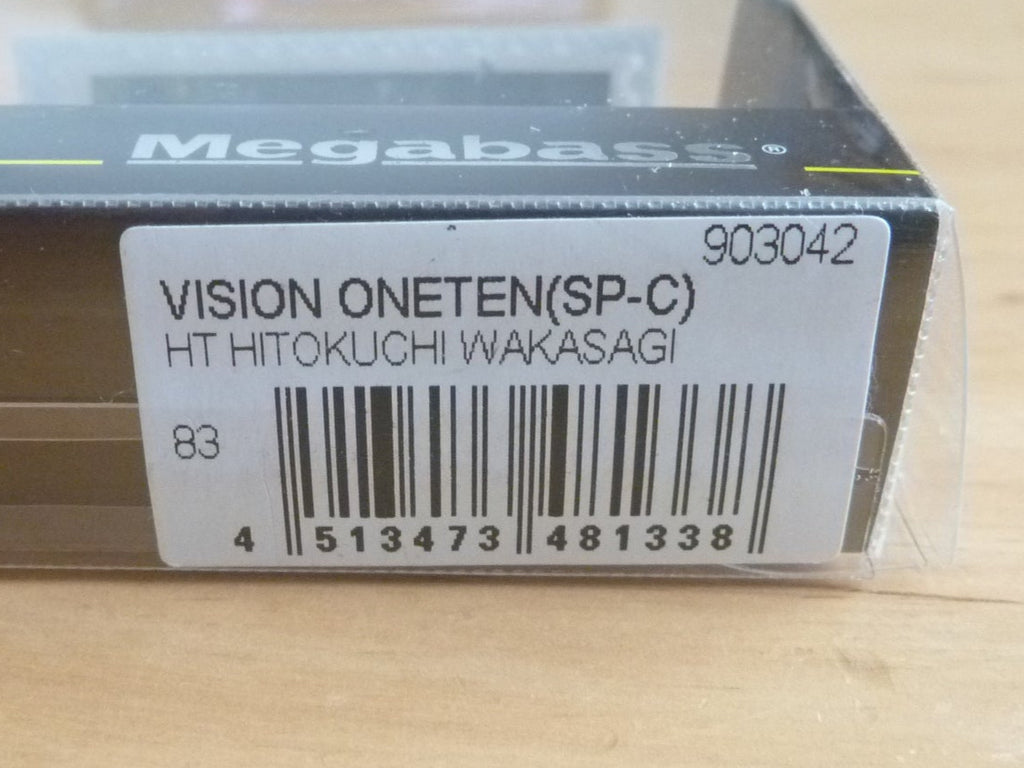 Megabass®
903042
VISION ONETEN(SP-C)
HT HITOKUCHI WAKASAGI
83
4 513473 481338